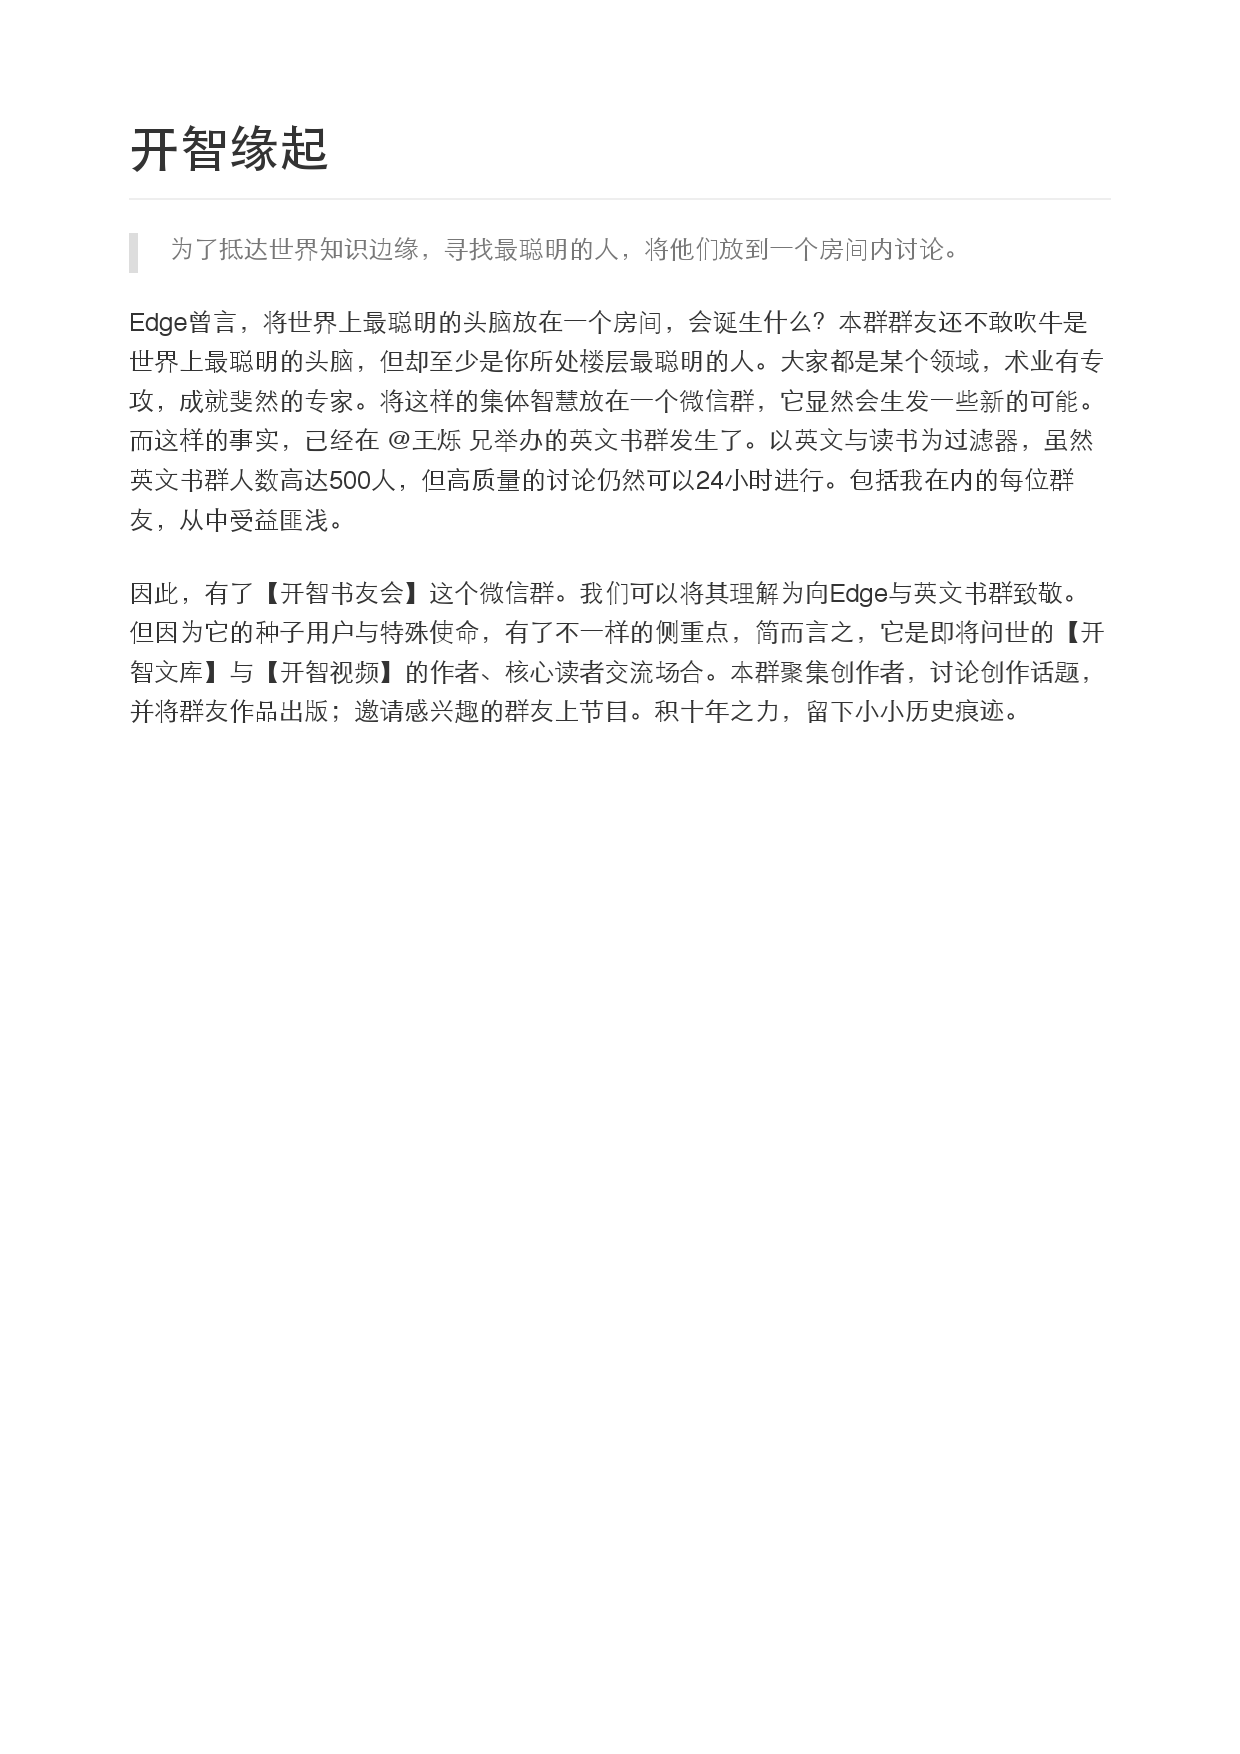 开智缘起
为了抵达世界知识边缘，寻找最聪明的人，将他们放到一个房间内讨论。
Edge曾言，将世界上最聪明的头脑放在一个房间，会诞生什么？本群群友还不敢吹牛是
世界上最聪明的头脑，但却至少是你所处楼层最聪明的人。大家都是某个领域，术业有专
攻，成就斐然的专家。将这样的集体智慧放在一个微信群，它显然会生发一些新的可能。
而这样的事实，已经在 @王烁 兄举办的英文书群发生了。以英文与读书为过滤器，虽然
英文书群人数高达500人，但高质量的讨论仍然可以24小时进行。包括我在内的每位群
友，从中受益匪浅。
因此，有了【开智书友会】这个微信群。我们可以将其理解为向Edge与英文书群致敬。
但因为它的种子用户与特殊使命，有了不一样的侧重点，简而言之，它是即将问世的【开
智文库】与【开智视频】的作者、核心读者交流场合。本群聚集创作者，讨论创作话题，
并将群友作品出版；邀请感兴趣的群友上节目。积十年之力，留下小小历史痕迹。